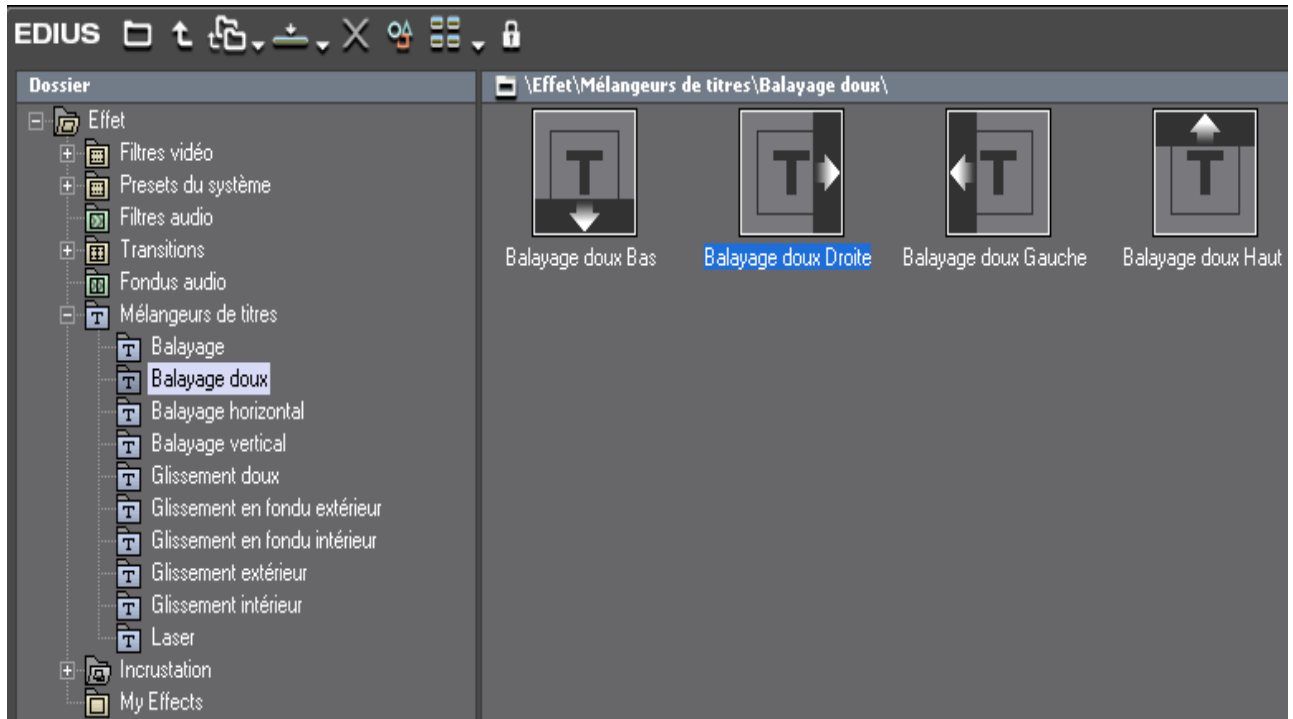 EDIUS
Dossier
\Effet\Mélangeurs de titres\Balayage doux\
Effet
Filtres vidéo
Presets du système
Filtres audio
Transitions
Fondus audio
Mélangeurs de titres
Balayage
Balayage doux
Balayage horizontal
Balayage vertical
Glissement doux
Glissement en fondu extérieur
Glissement en fondu intérieur
Glissement extérieur
Glissement intérieur
Laser
Incrustation
My Effects
T T T T
Balayage doux Bas Balayage doux Droite Balayage doux Gauche Balayage doux Haut